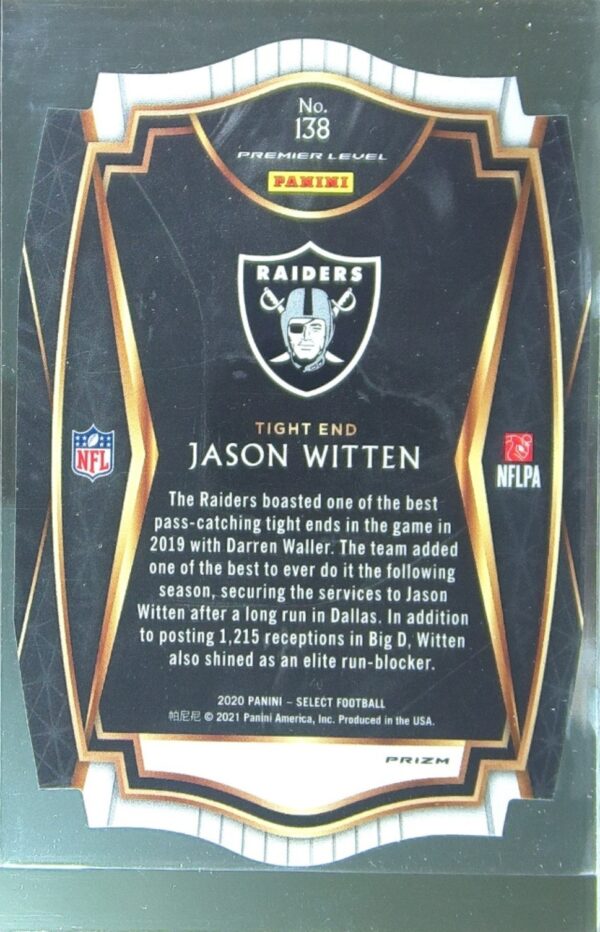 No.
138
PREMIER LEVEL
PANINI
RAIDERS
TIGHT END
JASON WITTEN
NFL
NFLPA
The Raiders boasted one of the best
pass-catching tight ends in the game in
2019 with Darren Waller. The team added
one of the best to ever do it the following
season, securing the services to Jason
Witten after a long run in Dallas. In addition
to posting 1,215 receptions in Big D, Witten
also shined as an elite run-blocker.
2020 PANINI – SELECT FOOTBALL
帕尼尼 © 2021 Panini America, Inc. Produced in the USA.
PRIZM